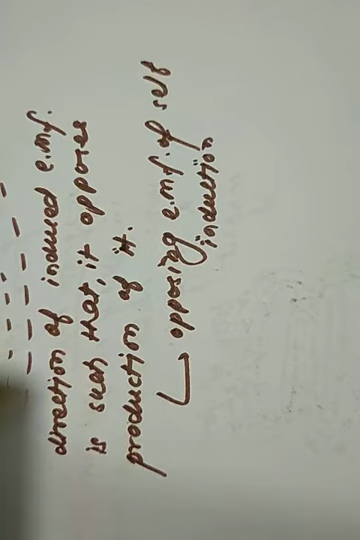 direction of induced e.m.f.
is such that, it opposes
production of it.
opposing e.m.f. of self
induction